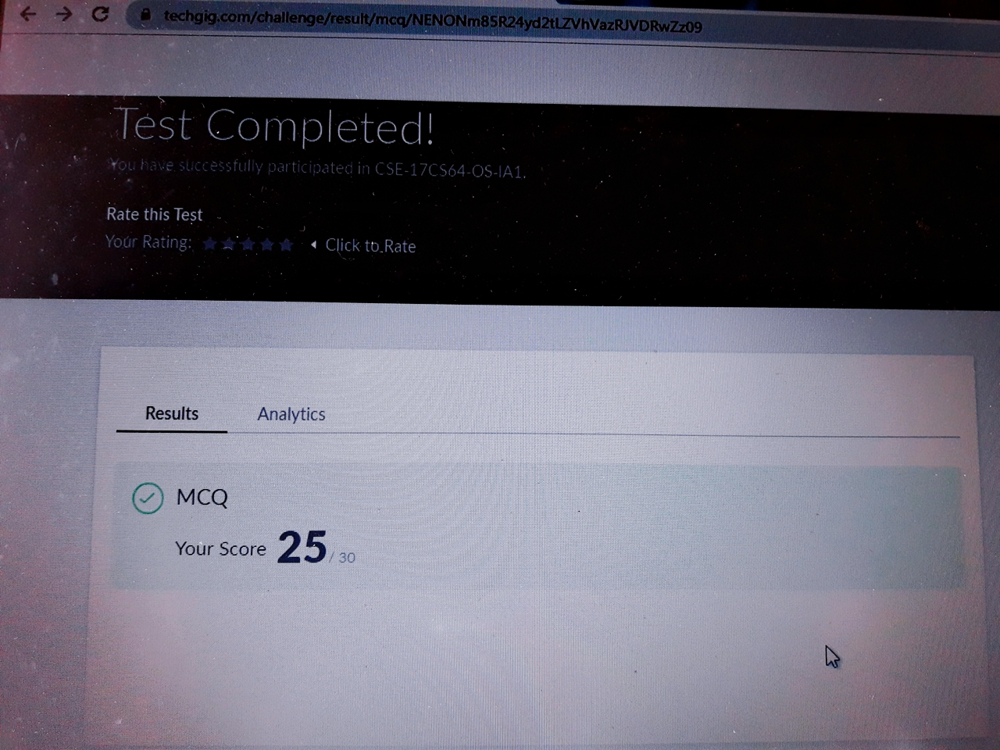 techgig.com/challenge/result/mcq/NENONm85R24yd2tLZVhVazRJVDRwZz09
Test Completed!
You have successfully participated in CSE-17CS64-OS-IA1.
Rate this Test
Your Rating: Click to Rate
Results Analytics
MCQ
Your Score 25 / 30